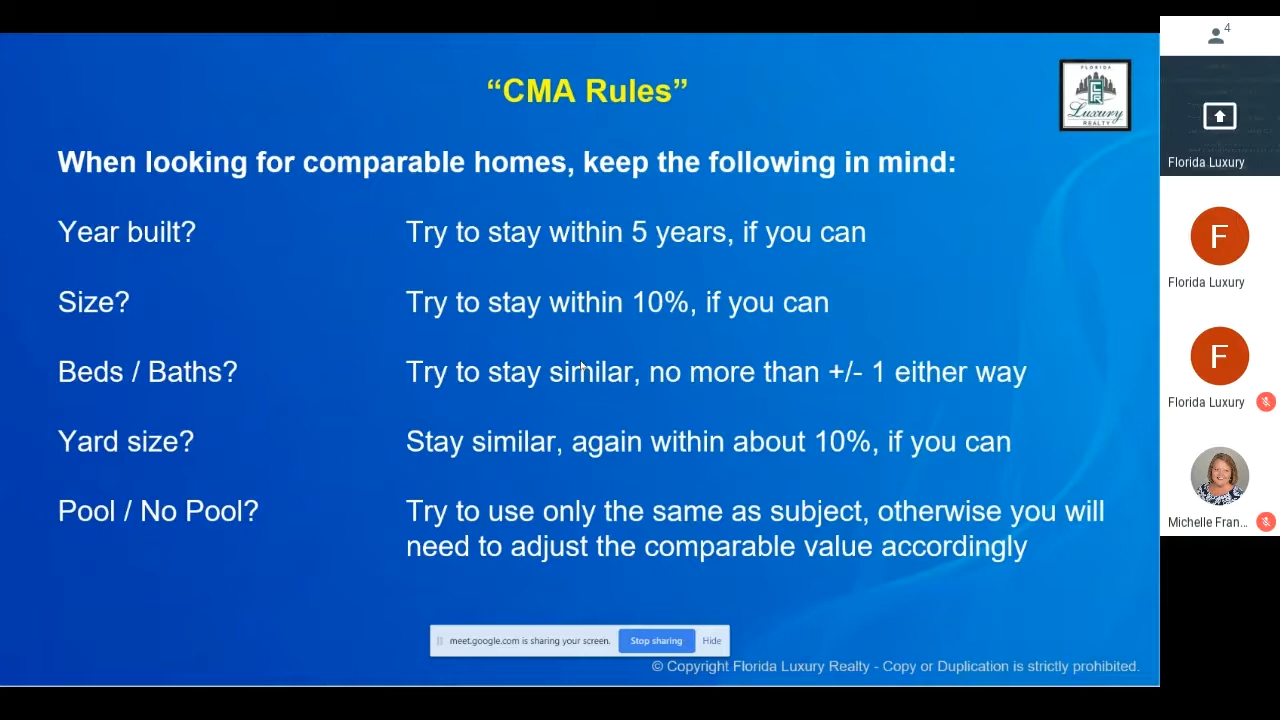 “CMA Rules”
FLORIDA
Luxury
REALTY
When looking for comparable homes, keep the following in mind:
Year built? Try to stay within 5 years, if you can
Size? Try to stay within 10%, if you can
Beds / Baths? Try to stay similar, no more than +/- 1 either way
Yard size? Stay similar, again within about 10%, if you can
Pool / No Pool? Try to use only the same as subject, otherwise you will
need to adjust the comparable value accordingly
meet.google.com is sharing your screen. Stop sharing Hide
© Copyright Florida Luxury Realty - Copy or Duplication is strictly prohibited.
4
Florida Luxury
F
Florida Luxury
F
Florida Luxury
Michelle Fran...